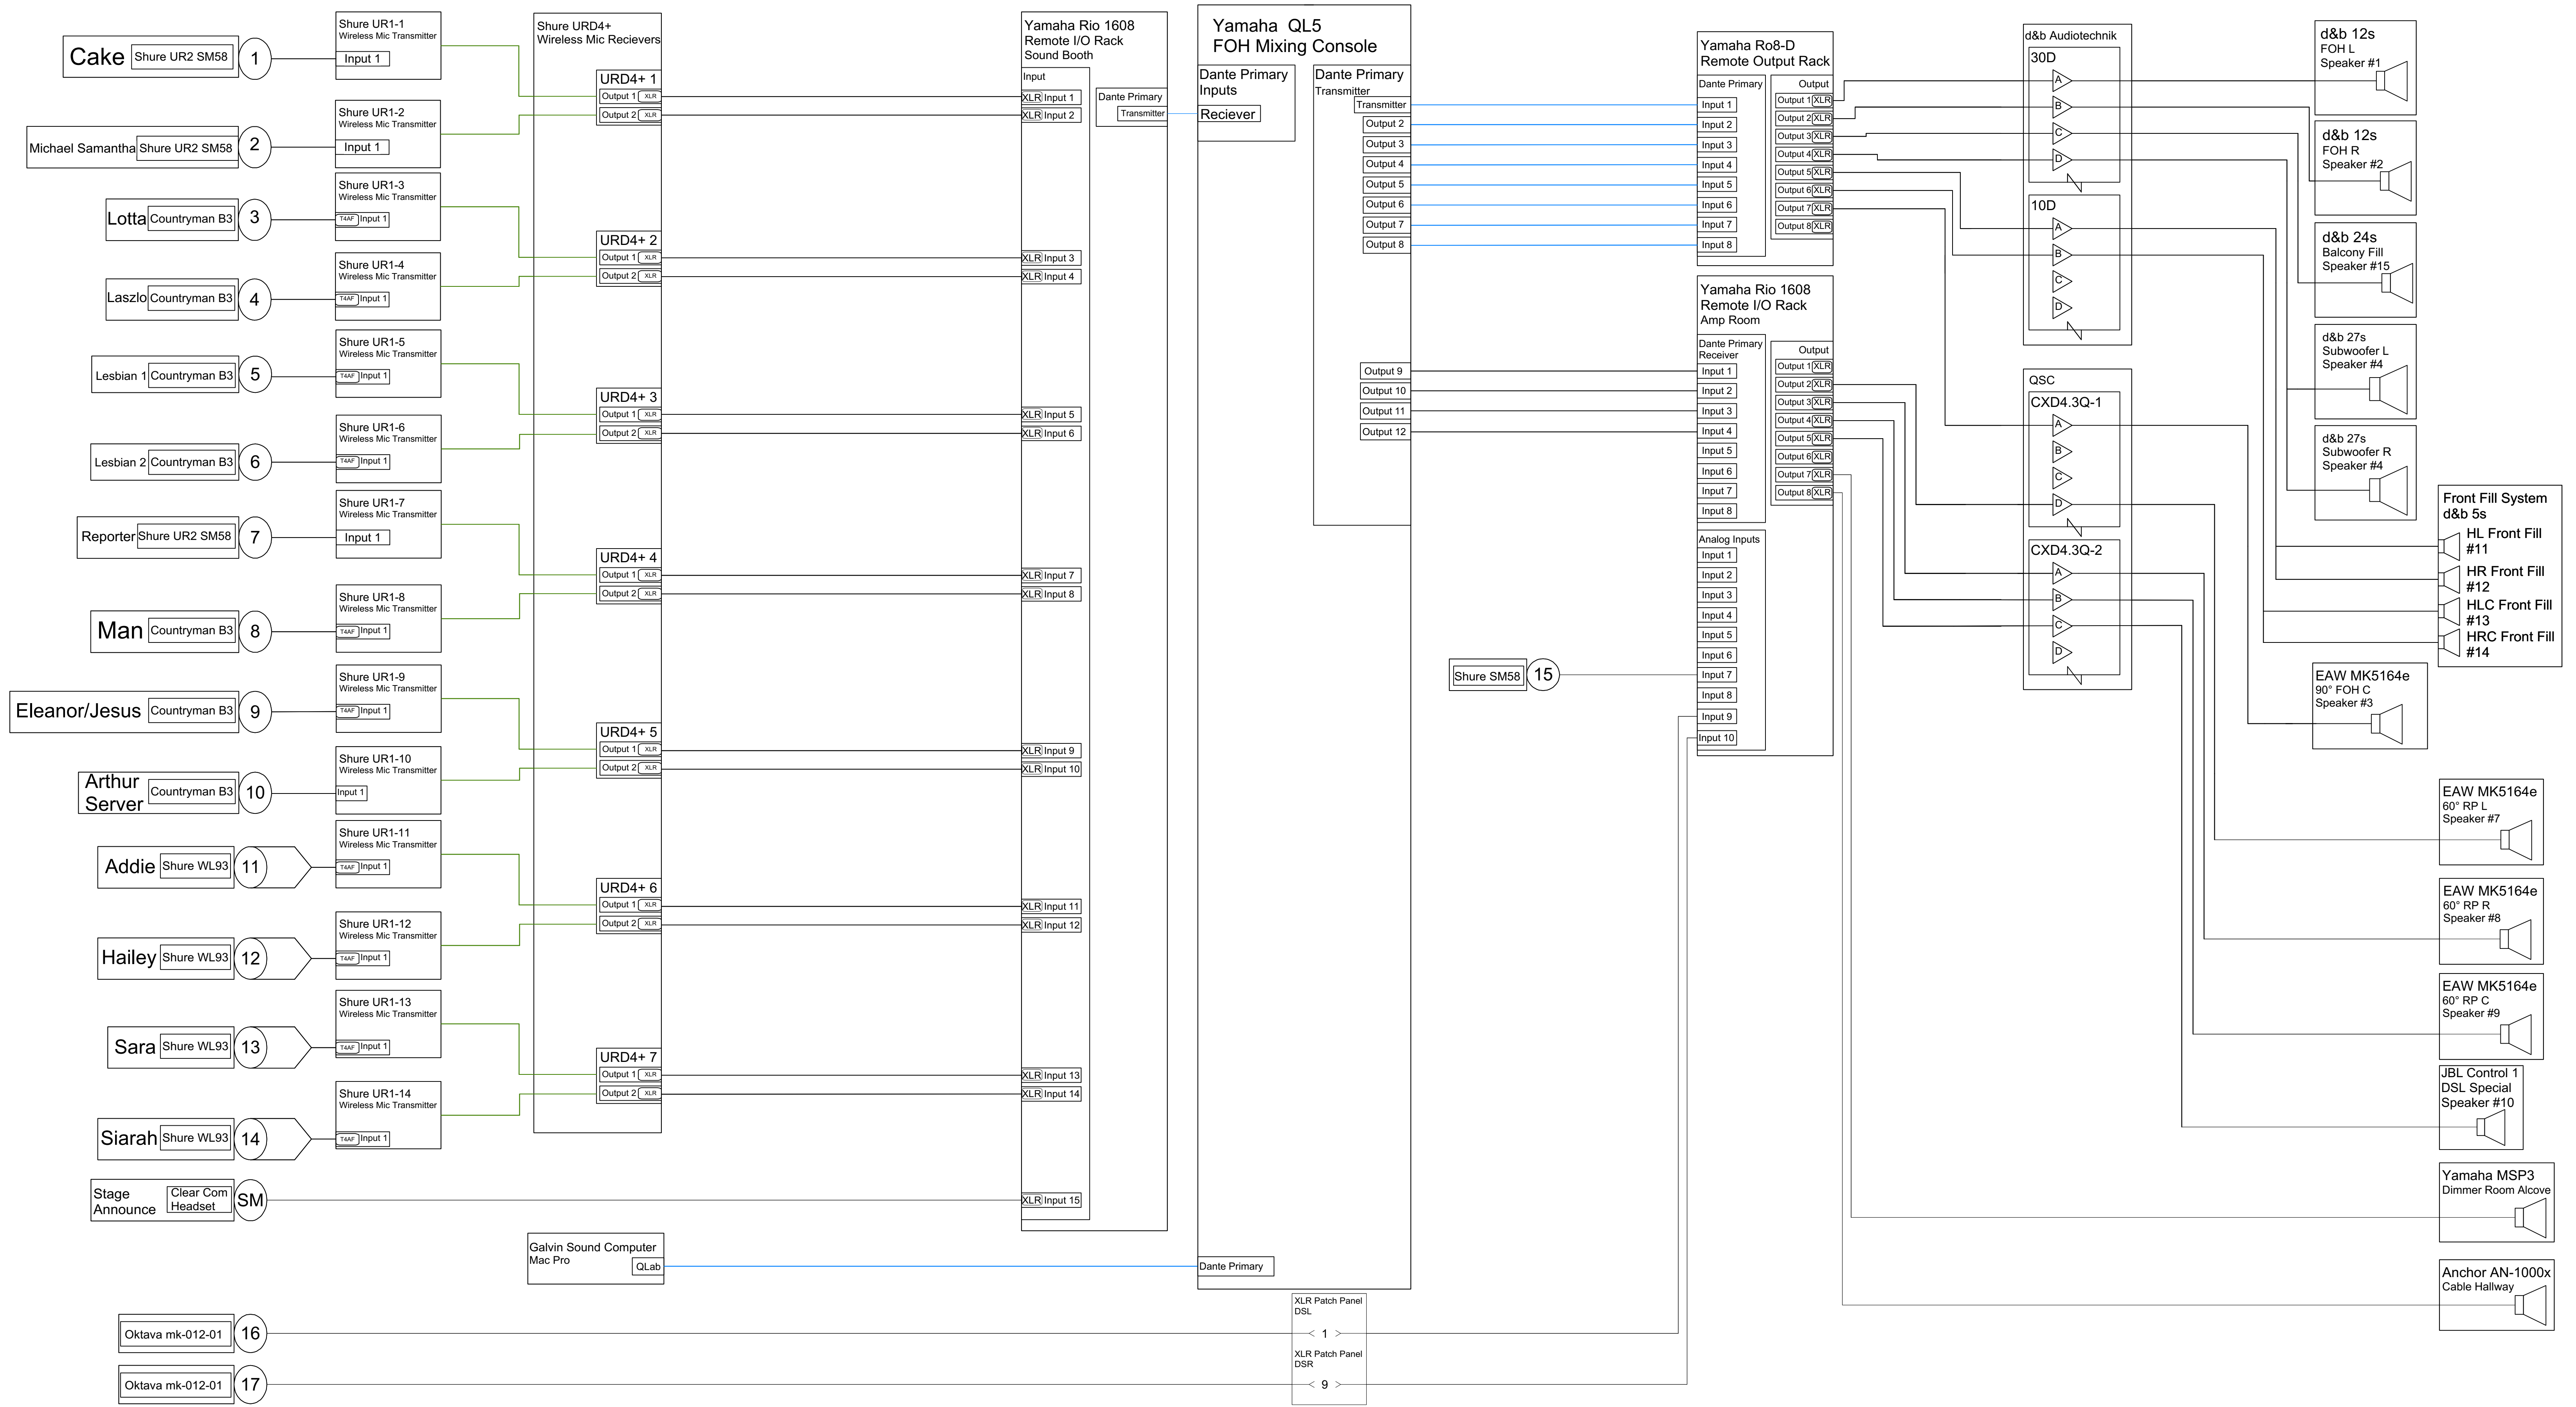 Cake
Shure UR2 SM58
1
Michael Samantha
Shure UR2 SM58
2
Lotta
Countryman B3
3
Laszlo
Countryman B3
4
Lesbian 1
Countryman B3
5
Lesbian 2
Countryman B3
6
Reporter
Shure UR2 SM58
7
Man
Countryman B3
8
Eleanor/Jesus
Countryman B3
9
Arthur
Server
Countryman B3
10
Addie
Shure WL93
11
Hailey
Shure WL93
12
Sara
Shure WL93
13
Siarah
Shure WL93
14
Stage
Announce
Clear Com
Headset
SM
Oktava mk-012-01
16
Oktava mk-012-01
17
Shure UR1-1
Wireless Mic Transmitter
Input 1
Shure UR1-2
Wireless Mic Transmitter
Input 1
Shure UR1-3
Wireless Mic Transmitter
T4AF
Input 1
Shure UR1-4
Wireless Mic Transmitter
T4AF
Input 1
Shure UR1-5
Wireless Mic Transmitter
T4AF
Input 1
Shure UR1-6
Wireless Mic Transmitter
T4AF
Input 1
Shure UR1-7
Wireless Mic Transmitter
Input 1
Shure UR1-8
Wireless Mic Transmitter
T4AF
Input 1
Shure UR1-9
Wireless Mic Transmitter
T4AF
Input 1
Shure UR1-10
Wireless Mic Transmitter
Input 1
Shure UR1-11
Wireless Mic Transmitter
T4AF
Input 1
Shure UR1-12
Wireless Mic Transmitter
T4AF
Input 1
Shure UR1-13
Wireless Mic Transmitter
T4AF
Input 1
Shure UR1-14
Wireless Mic Transmitter
T4AF
Input 1
Shure URD4+
Wireless Mic Recievers
URD4+ 1
Output 1 XLR
Output 2 XLR
URD4+ 2
Output 1 XLR
Output 2 XLR
URD4+ 3
Output 1 XLR
Output 2 XLR
URD4+ 4
Output 1 XLR
Output 2 XLR
URD4+ 5
Output 1 XLR
Output 2 XLR
URD4+ 6
Output 1 XLR
Output 2 XLR
URD4+ 7
Output 1 XLR
Output 2 XLR
Galvin Sound Computer
Mac Pro
QLab
Yamaha Rio 1608
Remote I/O Rack
Sound Booth
Input
XLR Input 1
XLR Input 2
XLR Input 3
XLR Input 4
XLR Input 5
XLR Input 6
XLR Input 7
XLR Input 8
XLR Input 9
XLR Input 10
XLR Input 11
XLR Input 12
XLR Input 13
XLR Input 14
XLR Input 15
Dante Primary
Transmitter
Yamaha QL5
FOH Mixing Console
Dante Primary
Inputs
Reciever
Dante Primary
Transmitter
Transmitter
Output 2
Output 3
Output 4
Output 5
Output 6
Output 7
Output 8
Output 9
Output 10
Output 11
Output 12
Dante Primary
XLR Patch Panel
DSL
1
XLR Patch Panel
DSR
9
Shure SM58
15
Yamaha Ro8-D
Remote Output Rack
Dante Primary
Input 1
Input 2
Input 3
Input 4
Input 5
Input 6
Input 7
Input 8
Output
Output 1 XLR
Output 2 XLR
Output 3 XLR
Output 4 XLR
Output 5 XLR
Output 6 XLR
Output 7 XLR
Output 8 XLR
Yamaha Rio 1608
Remote I/O Rack
Amp Room
Dante Primary
Receiver
Input 1
Input 2
Input 3
Input 4
Input 5
Input 6
Input 7
Input 8
Output
Output 1 XLR
Output 2 XLR
Output 3 XLR
Output 4 XLR
Output 5 XLR
Output 6 XLR
Output 7 XLR
Output 8 XLR
Analog Inputs
Input 1
Input 2
Input 3
Input 4
Input 5
Input 6
Input 7
Input 8
Input 9
Input 10
d&b Audiotechnik
30D
A
B
C
D
10D
A
B
C
D
QSC
CXD4.3Q-1
A
B
C
D
CXD4.3Q-2
A
B
C
D
d&b 12s
FOH L
Speaker #1
d&b 12s
FOH R
Speaker #2
d&b 24s
Balcony Fill
Speaker #15
d&b 27s
Subwoofer L
Speaker #4
d&b 27s
Subwoofer R
Speaker #4
Front Fill System
d&b 5s
HL Front Fill
#11
HR Front Fill
#12
HLC Front Fill
#13
HRC Front Fill
#14
EAW MK5164e
90° FOH C
Speaker #3
EAW MK5164e
60° RP L
Speaker #7
EAW MK5164e
60° RP R
Speaker #8
EAW MK5164e
60° RP C
Speaker #9
JBL Control 1
DSL Special
Speaker #10
Yamaha MSP3
Dimmer Room Alcove
Anchor AN-1000x
Cable Hallway